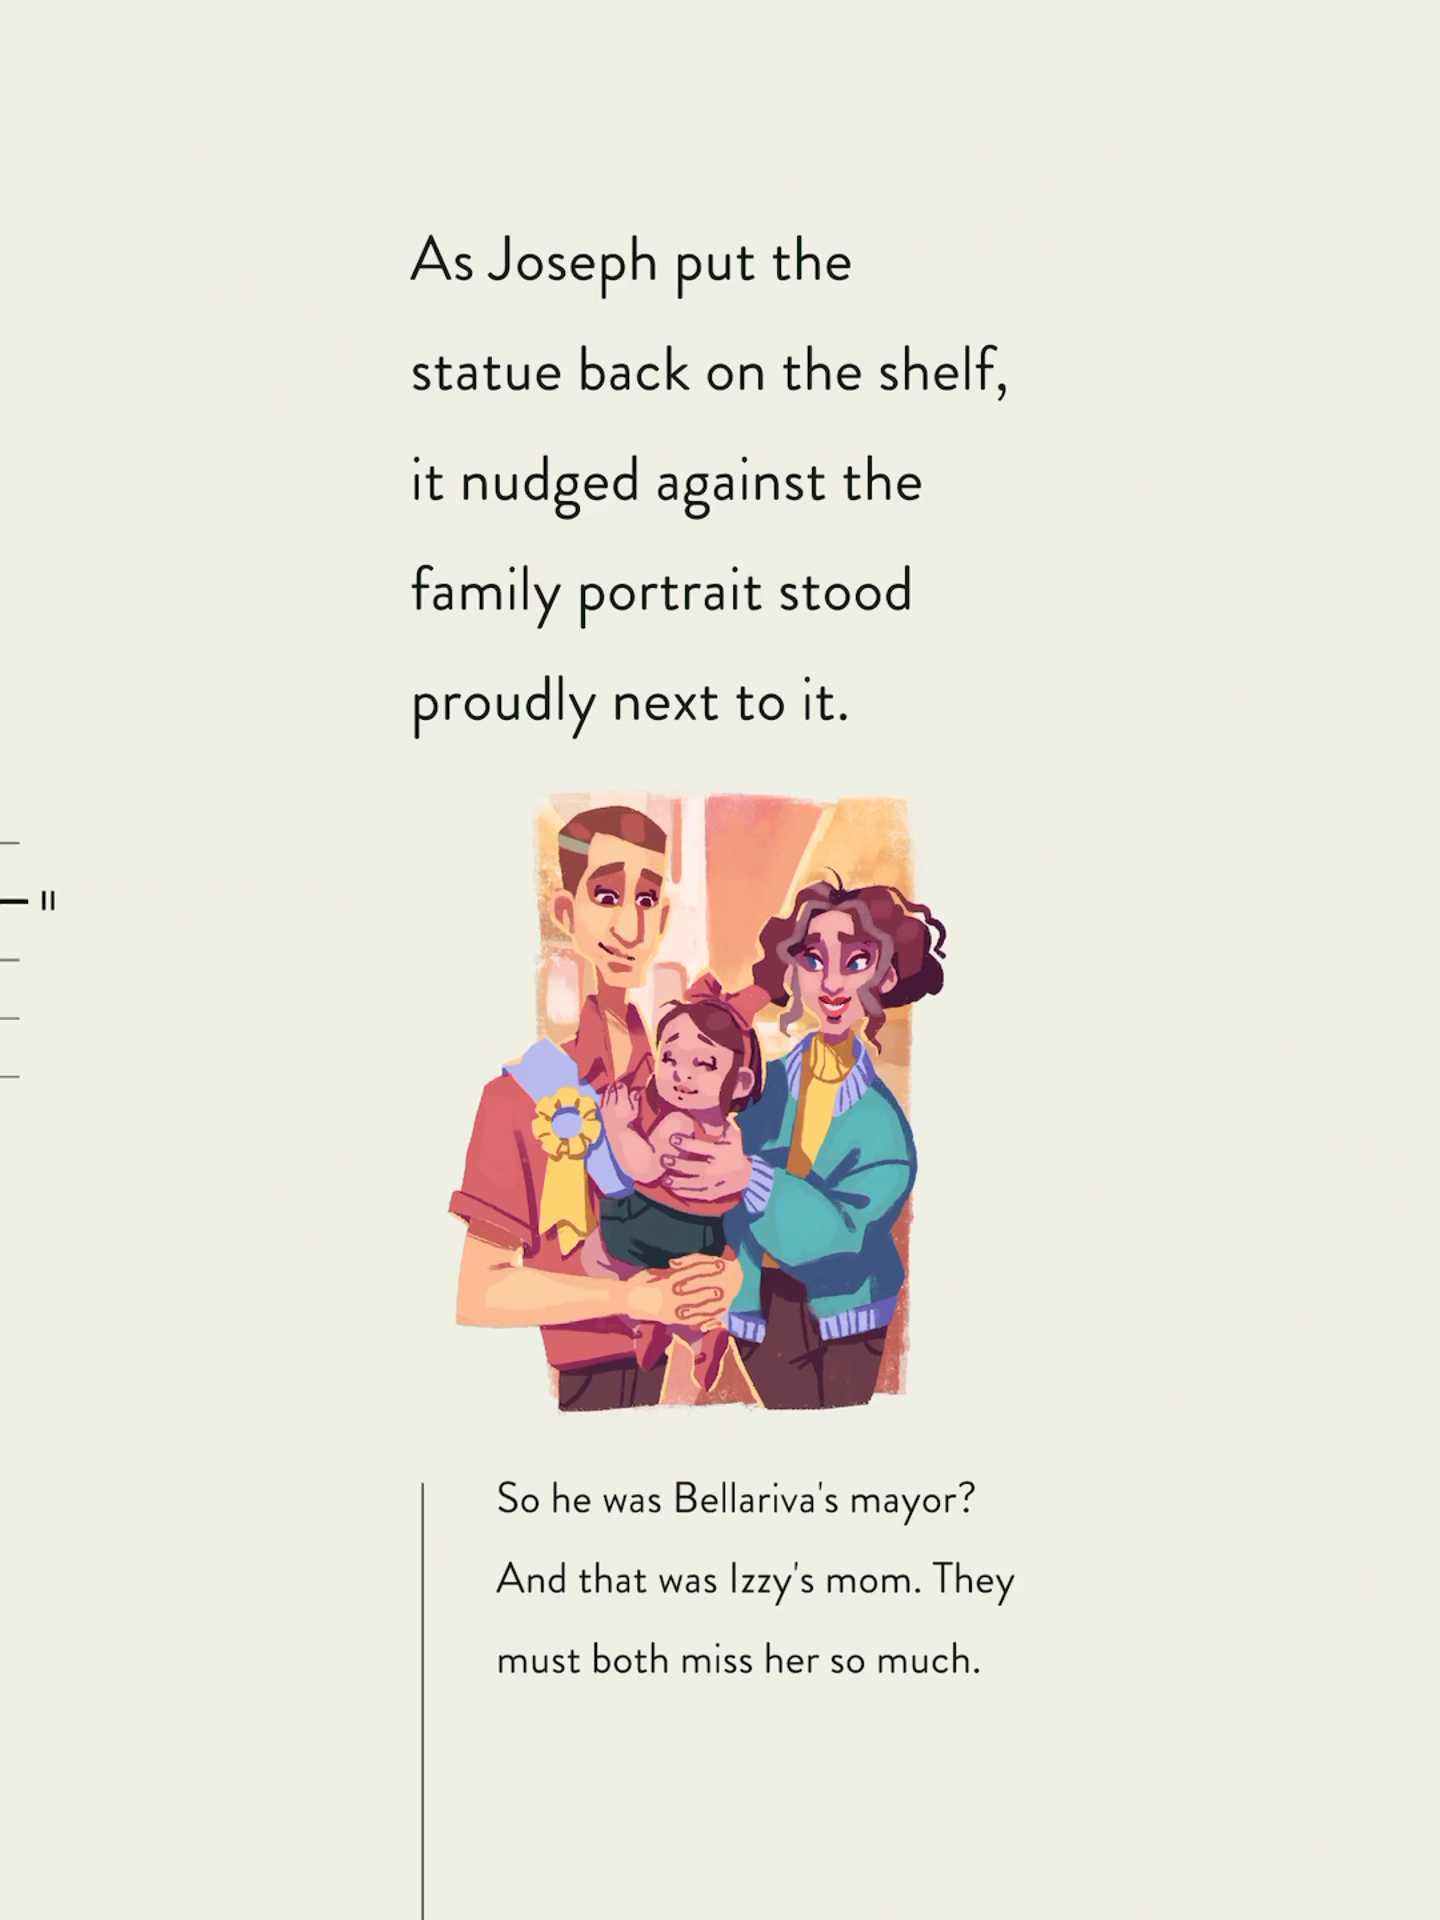 As Joseph put the
statue back on the shelf,
it nudged against the
family portrait stood
proudly next to it.
II
So he was Bellariva's mayor?
And that was Izzy's mom. They
must both miss her so much.